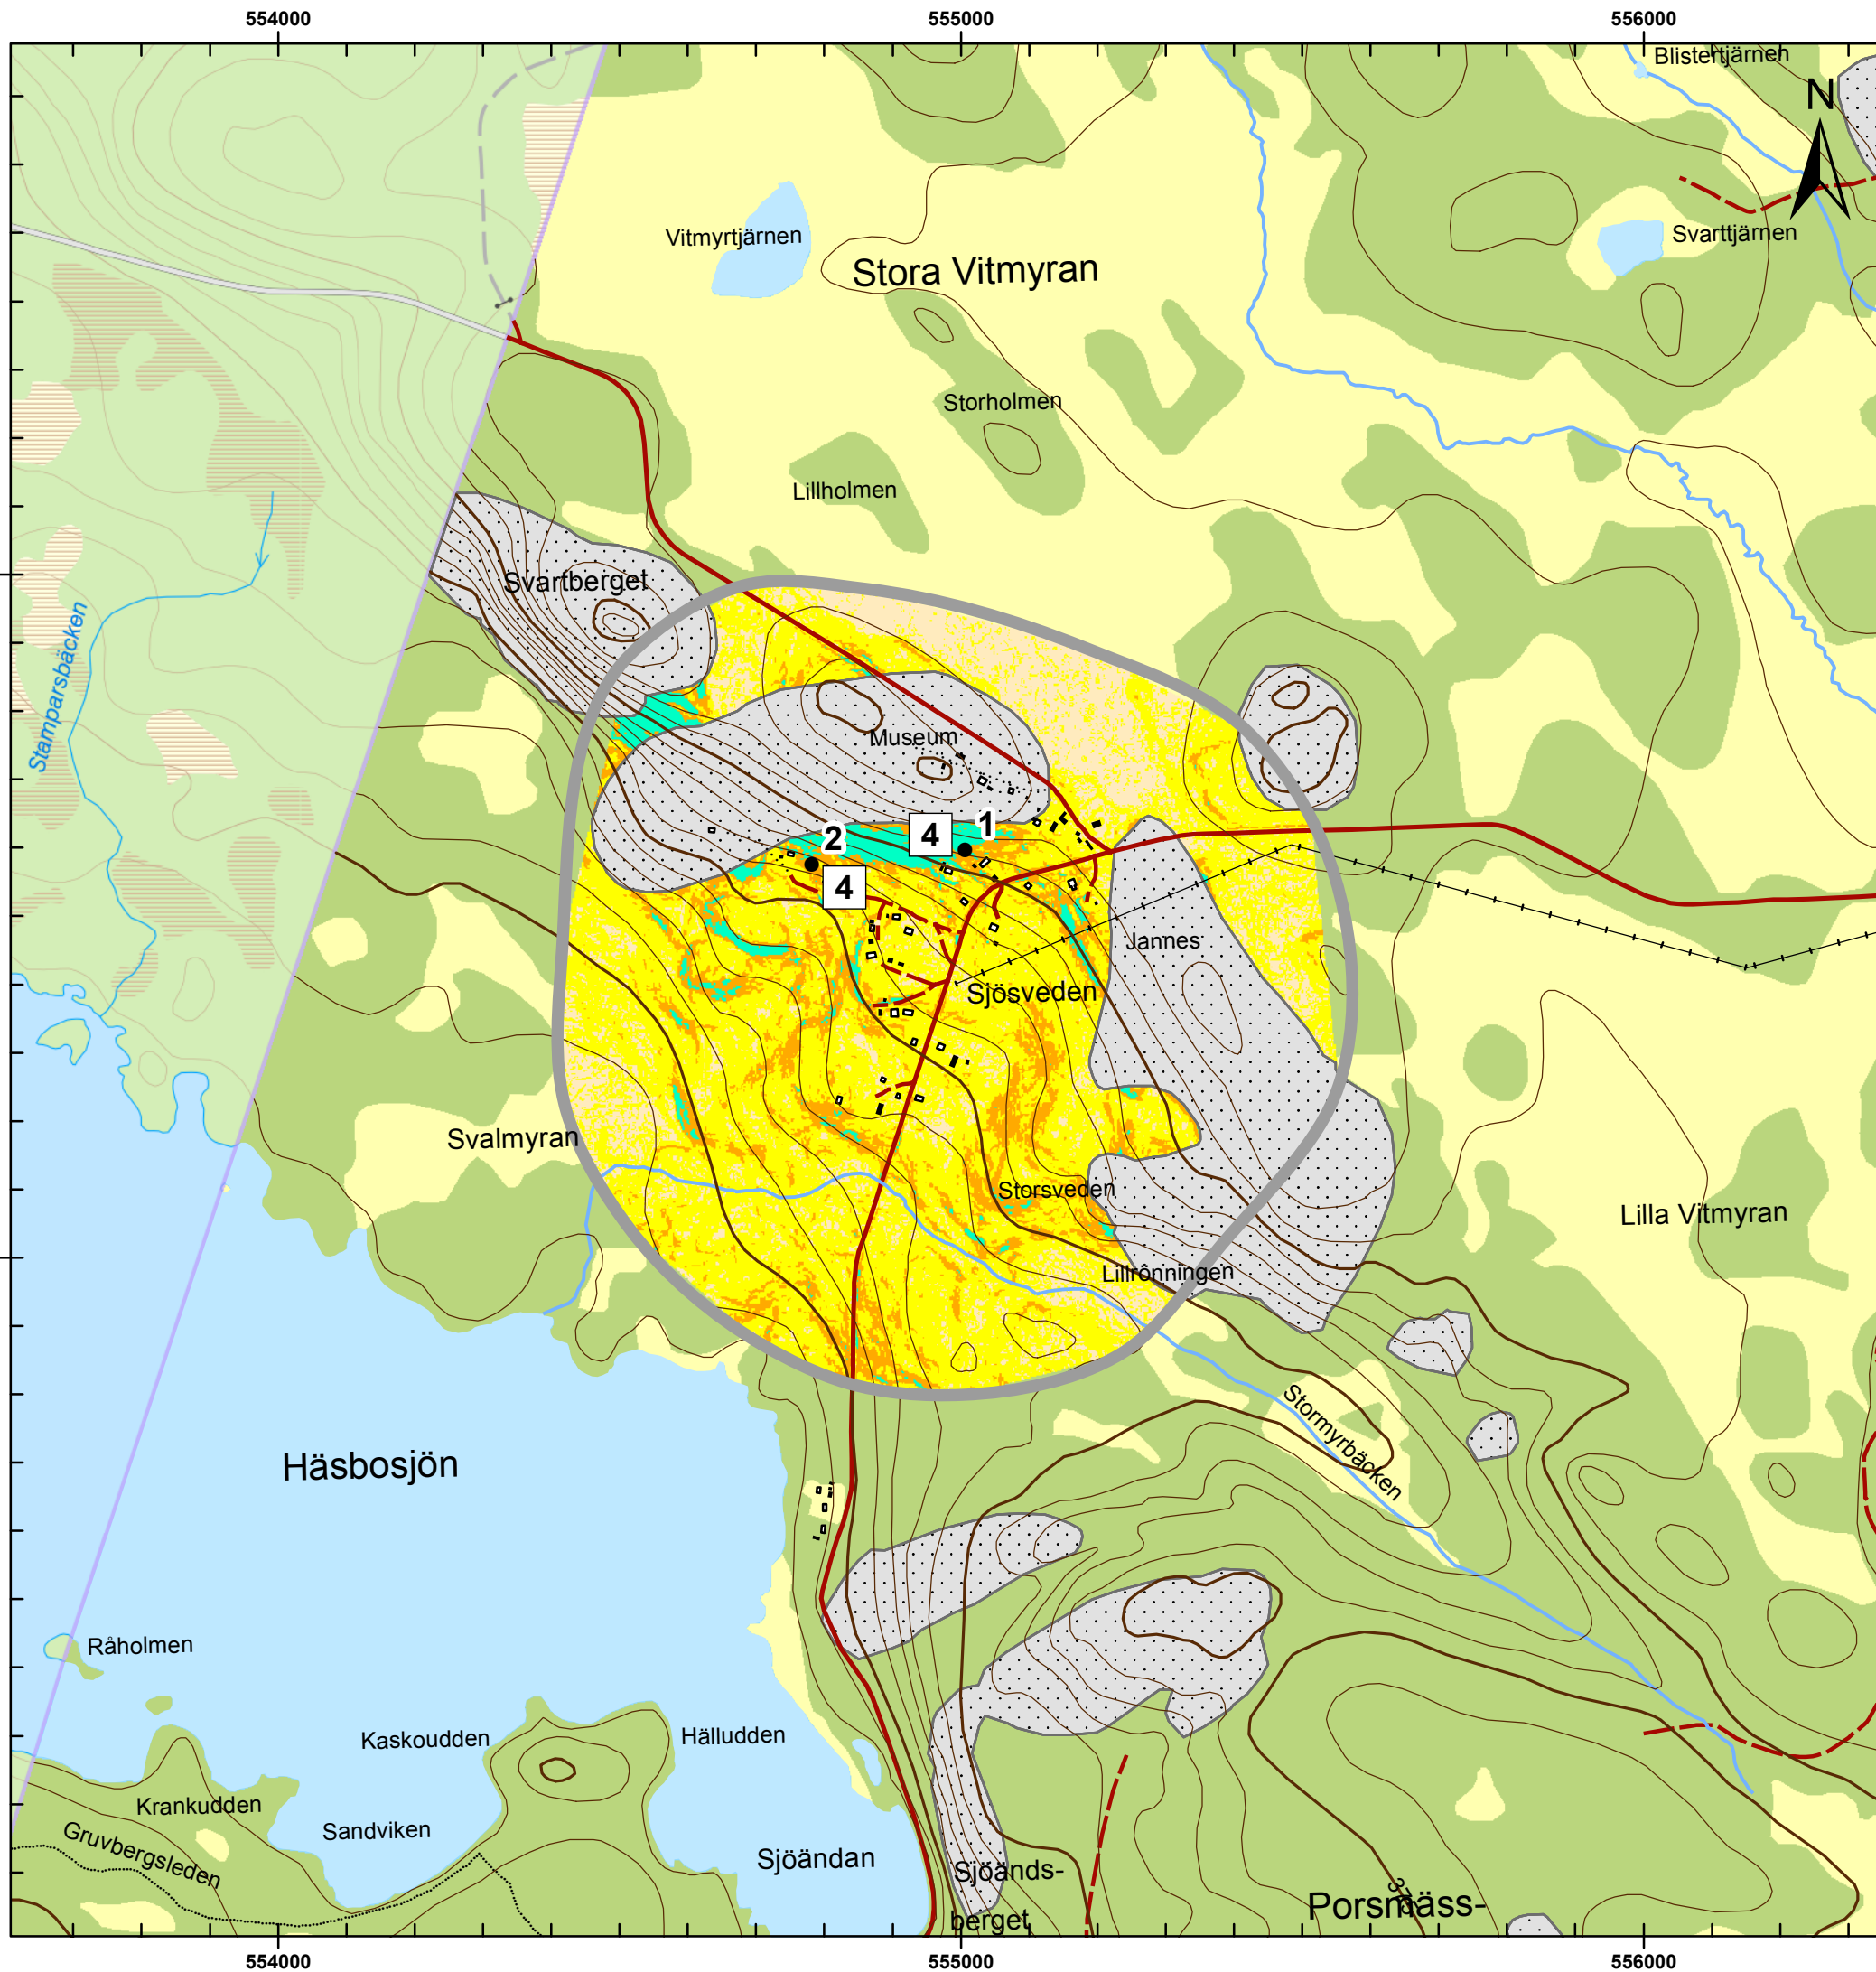 554000
555000
556000
Blistertjärnen
N
Svarttjärnen
Vitmyrtjärnen
Stora Vitmyran
Storholmen
Lillholmen
Svartberget
Stamparsbäcken
Museum
2
4
1
4
Jannes
Sjösveden
Svalmyran
Storsveden
Lilla Vitmyran
Lillrönningen
Stormyrbäcken
Häsbosjön
Råholmen
Kaskoudden
Hälludden
Krankudden
Sandviken
Gruvbergsleden
Sjöändan
Sjöänds-
berget
Porsmäss-
554000
555000
556000